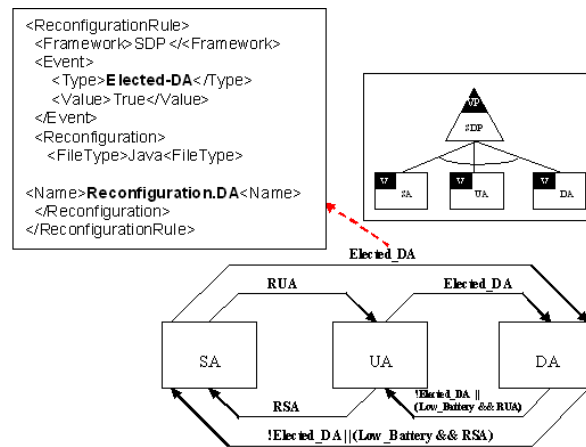 <ReconfigurationRule>
<Framework>SDP</<Framework>
<Event>
<Type>Elected-DA</Type>
<Value>True</Value>
</Event>
<Reconfiguration>
<FileType>Java<FileType>
<Name>Reconfiguration.DA<Name>
</Reconfiguration>
</ReconfigurationRule>
VP
SDP
V V V
SA UA DA
Elected_DA
RUA Elected_DA
SA UA DA
!Elected_DA ||
(Low_Battery && RUA)
RSA
!Elected_DA||(Low_Battery && RSA)